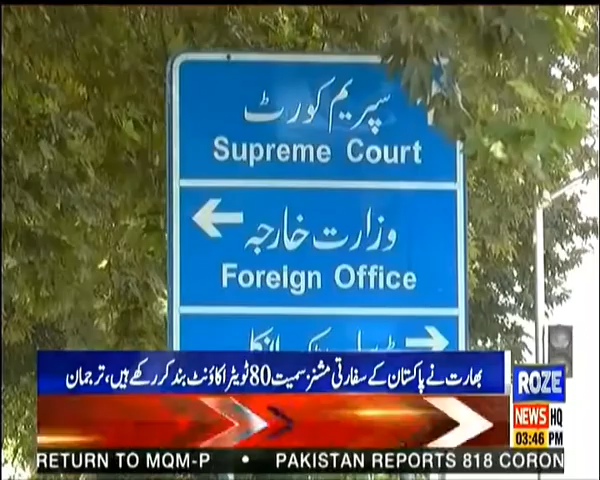 سپریم کورٹ
Supreme Court
وزارت خارجہ
Foreign Office
بھارت نے پاکستان کے سفارتی مشنز سمیت 80 ٹویٹر اکاؤنٹ بند کر رکھے ہیں، ترجمان
ROZE
NEWS HQ
03:46 PM
RETURN TO MQM-P • PAKISTAN REPORTS 818 CORON